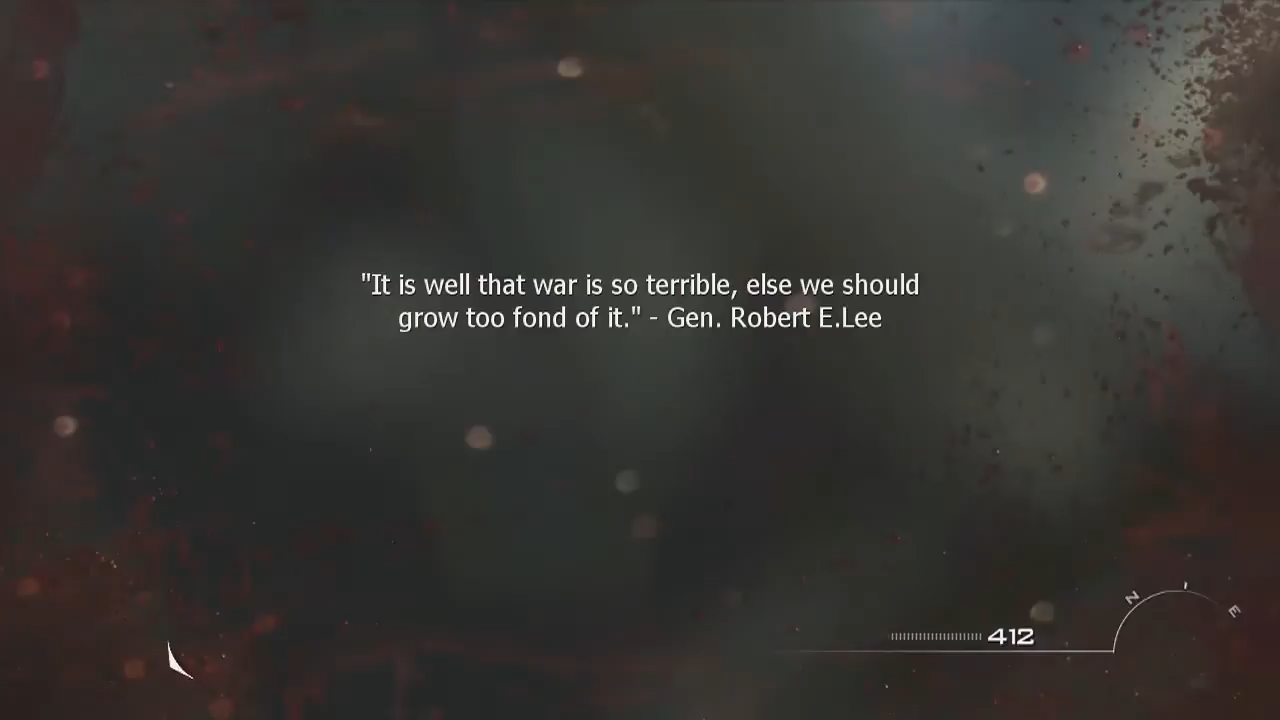 "It is well that war is so terrible, else we should
grow too fond of it." - Gen. Robert E.Lee
N
E
412